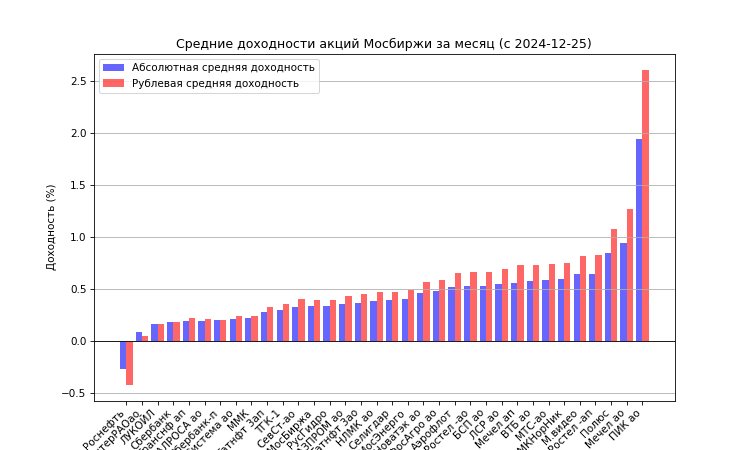 Средние доходности акций Мосбиржи за месяц (с 2024-12-25)
Абсолютная средняя доходность
Рублевая средняя доходность
Доходность (%)
2.5
2.0
1.5
1.0
0.5
0.0
−0.5
Роснефть
ЛУКОЙЛ
Сбербанк
ММК
ТГК-1
СевСт-ао
МосБиржа
РусГидро
НЛМК ао
Селигдар
Аэрофлот
Ростел -ао
БСП ао
ЛСР ао
Мечел ап
ВТБ ао
МТС-ао
М.видео
Ростел -ап
Полюс
Мечел ао
ПИК ао